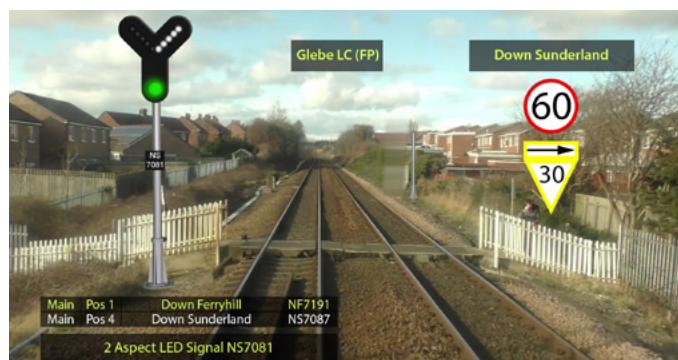 Glebe LC (FP)
Down Sunderland
60
30
NS
7081
Main Pos 1 Down Ferryhill NF7191
Main Pos 4 Down Sunderland NS7087
2 Aspect LED Signal NS7081